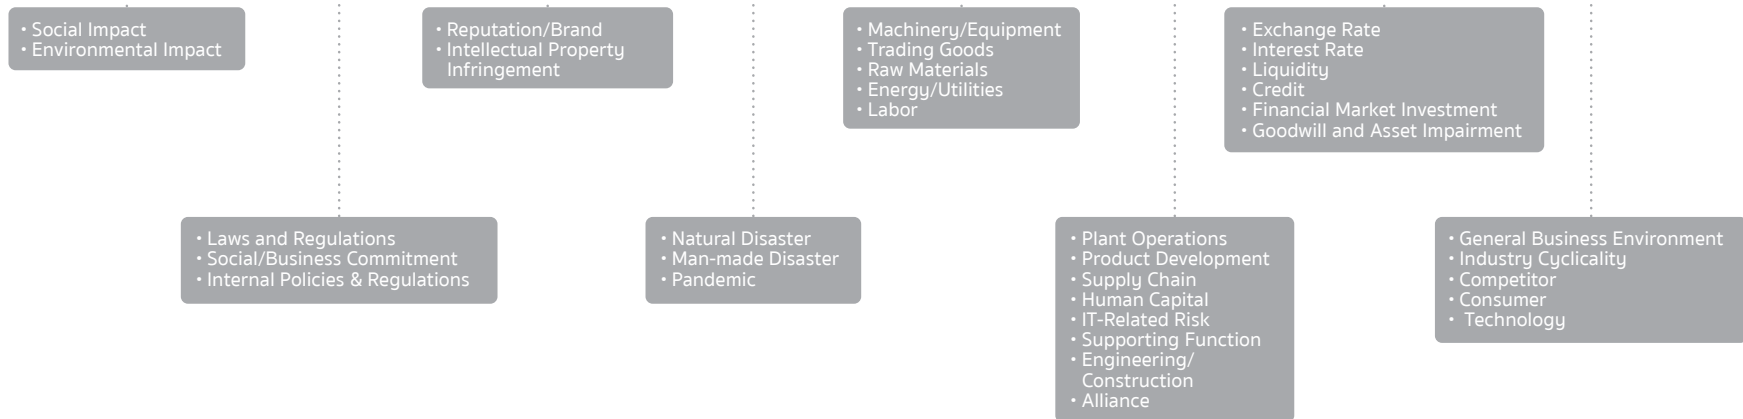 • Social Impact
• Environmental Impact
• Reputation/Brand
• Intellectual Property
Infringement
• Machinery/Equipment
• Trading Goods
• Raw Materials
• Energy/Utilities
• Labor
• Exchange Rate
• Interest Rate
• Liquidity
• Credit
• Financial Market Investment
• Goodwill and Asset Impairment
• Laws and Regulations
• Social/Business Commitment
• Internal Policies & Regulations
• Natural Disaster
• Man-made Disaster
• Pandemic
• Plant Operations
• Product Development
• Supply Chain
• Human Capital
• IT-Related Risk
• Supporting Function
• Engineering/
Construction
• Alliance
• General Business Environment
• Industry Cyclicality
• Competitor
• Consumer
• Technology